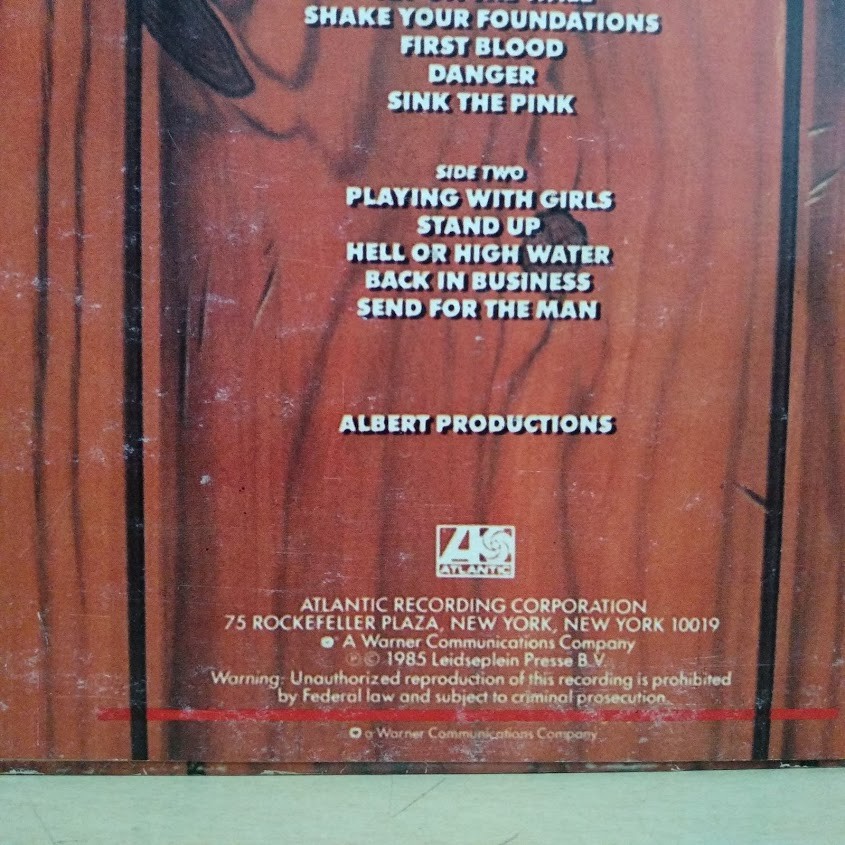 SHAKE YOUR FOUNDATIONS
FIRST BLOOD
DANGER
SINK THE PINK
SIDE TWO
PLAYING WITH GIRLS
STAND UP
HELL OR HIGH WATER
BACK IN BUSINESS
SEND FOR THE MAN
ALBERT PRODUCTIONS
ATLANTIC
ATLANTIC RECORDING CORPORATION
75 ROCKEFELLER PLAZA, NEW YORK, NEW YORK 10019
A Warner Communications Company
℗ © 1985 Leidseplein Presse B.V.
Warning: Unauthorized reproduction of this recording is prohibited
by Federal law and subject to criminal prosecution.
a Warner Communications Company